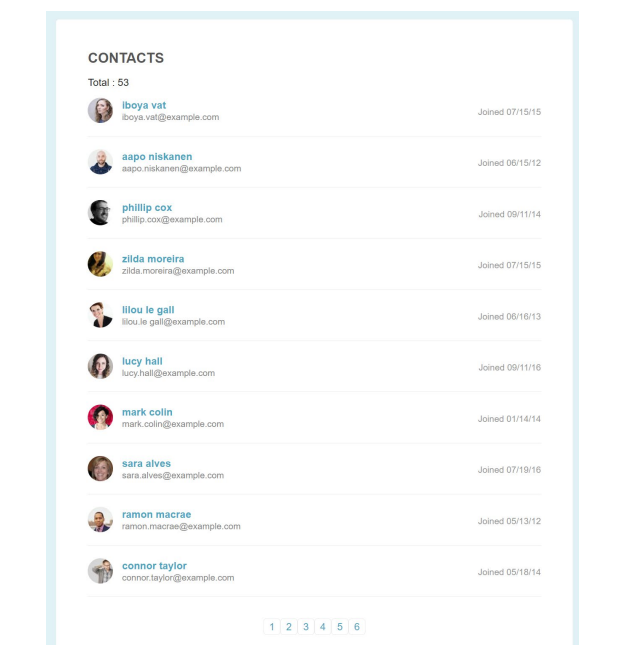 CONTACTS
Total : 53
iboya vat
iboya.vat@example.com
Joined 07/15/15
aapo niskanen
aapo.niskanen@example.com
Joined 06/15/12
phillip cox
phillip.cox@example.com
Joined 09/11/14
zilda moreira
zilda.moreira@example.com
Joined 07/15/15
lilou le gall
lilou.le gall@example.com
Joined 06/16/13
lucy hall
lucy.hall@example.com
Joined 09/11/16
mark colin
mark.colin@example.com
Joined 01/14/14
sara alves
sara.alves@example.com
Joined 07/19/16
ramon macrae
ramon.macrae@example.com
Joined 05/13/12
connor taylor
connor.taylor@example.com
Joined 05/18/14
1 2 3 4 5 6